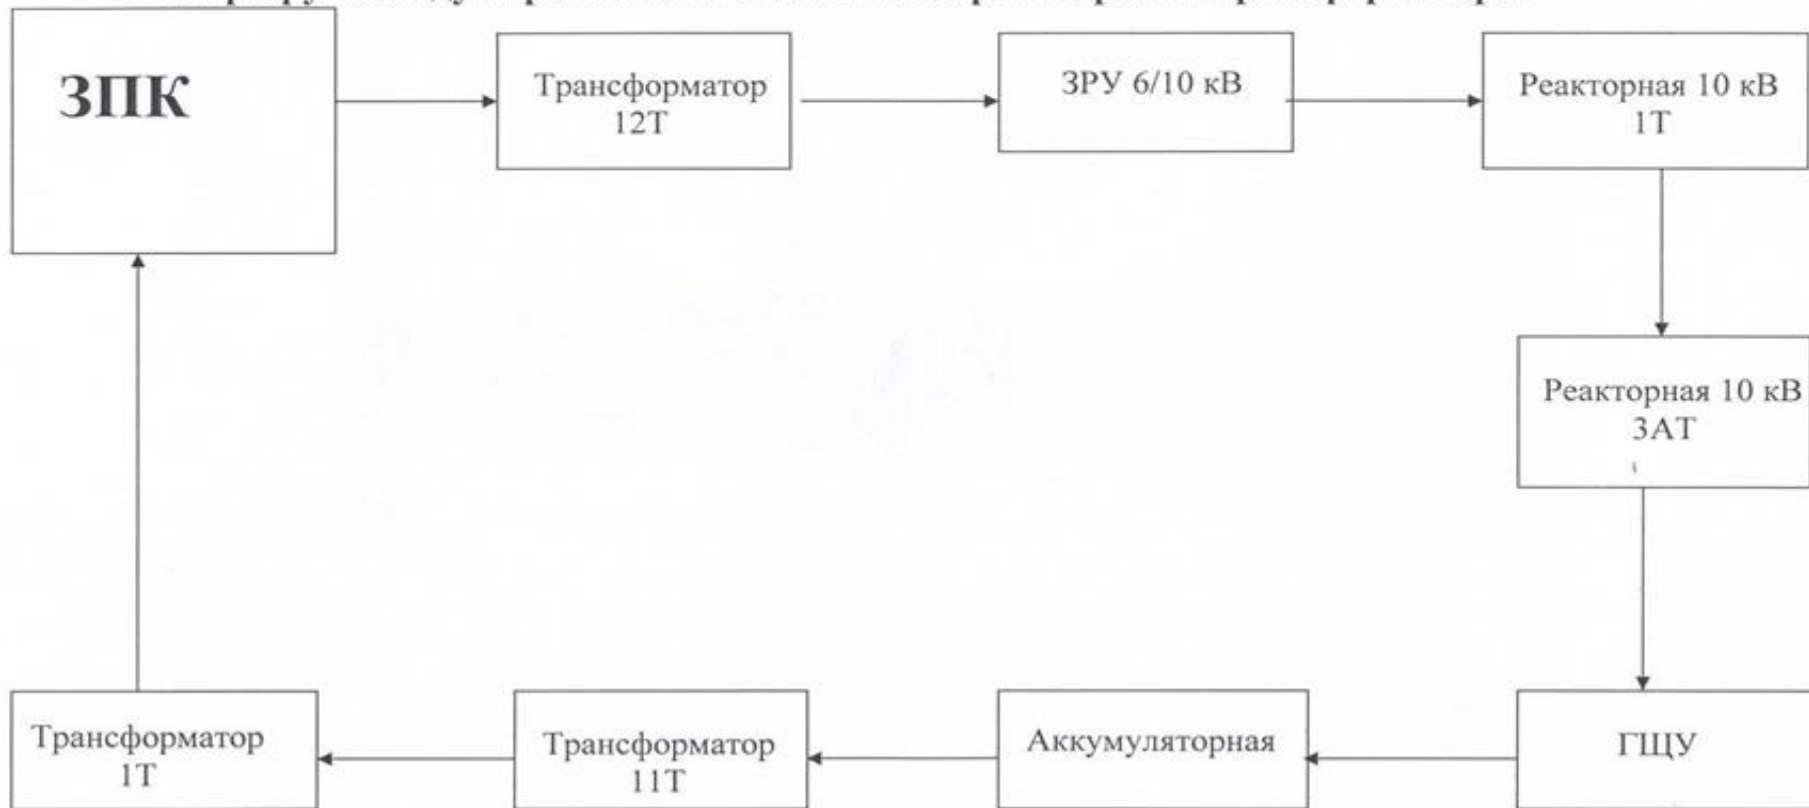 ЗПК
Трансформатор
12Т
ЗРУ 6/10 кВ
Реакторная 10 кВ
1Т
Реакторная 10 кВ
3АТ
ГЩУ
Аккумуляторная
Трансформатор
11Т
Трансформатор
1Т